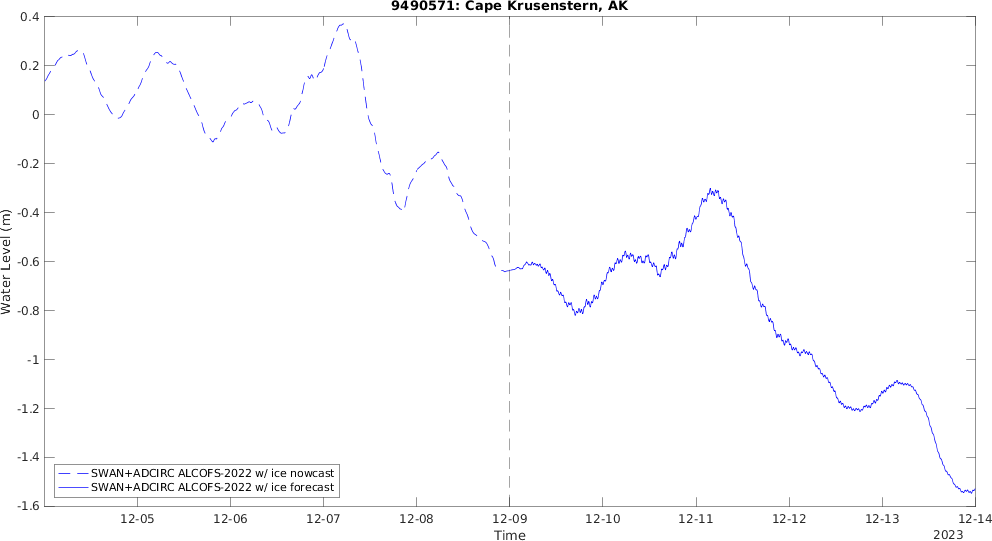 9490571: Cape Krusenstern, AK
0.4
0.2
0
-0.2
-0.4
-0.6
-0.8
-1
-1.2
-1.4
-1.6
Water Level (m)
SWAN+ADCIRC ALCOFS-2022 w/ ice nowcast
SWAN+ADCIRC ALCOFS-2022 w/ ice forecast
12-05 12-06 12-07 12-08 12-09 12-10 12-11 12-12 12-13 12-14
Time
2023